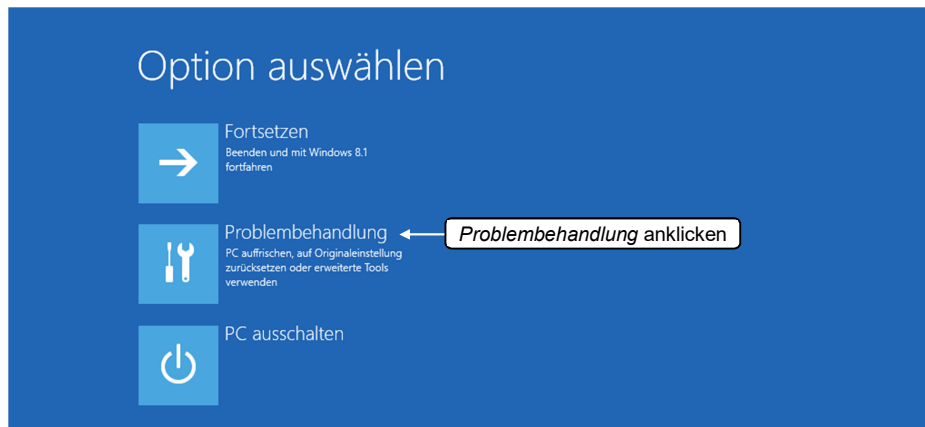 Option auswählen
Fortsetzen
Beenden und mit Windows 8.1
fortfahren
Problembehandlung
Problembehandlung anklicken
PC auffrischen, auf Originaleinstellung
zurücksetzen oder erweiterte Tools
verwenden
PC ausschalten